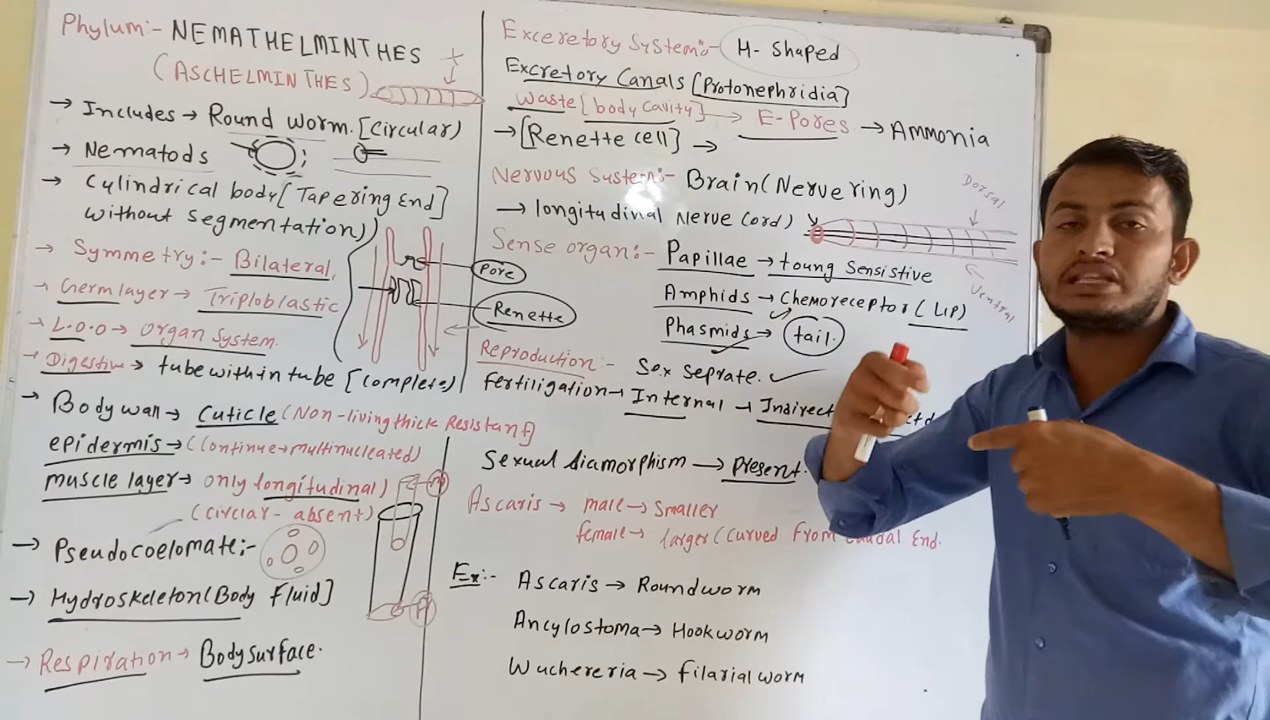 Phylum:- NEMATHELMINTHES
(ASCHELMINTHES)
→ Includes → Round worm. [Circular)
→ Nematods
→ Cylindrical body [Tapering End]
without segmentation)
→ Symmetry:- Bilateral,
→ Germ layer → Triploblastic
→ L.O.O → Organ System.
→ Digestive → tube within tube [Complete)
→ Body wall → Cuticle (Non-living thick Resistant)
epidermis → (Continue → multinucleated)
muscle layer → only longitudinal)
(Circlar - absent)
→ Pseudocoelomate:-
→ Hydroskeleton (Body Fluid]
→ Respiration → Body surface.
Pore
Renette
Exceretory System:- H- Shaped
Excretory Canals [Protonephridia]
Waste [body cavity] → E-Pores → Ammonia
→ [Renette cell] →
Nervous System:- Brain (Nerve ring)
→ longitudinal Nerve Cord)
Dorsal
Ventral
Sense organ:- Papillae → toung Sensistive
Amphids → Chemoreceptor (LIP)
Phasmids → tail.
Reproduction:- Sex seprate.
Fertiligation → Internal → Indirect
Sexual diamorphism → Present.
Ascaris → male → Smaller
female → larger (Curved from Caudal End.
Ex:- Ascaris → Roundworm
Ancylostoma → Hookworm
Wuchereria → filarial worm